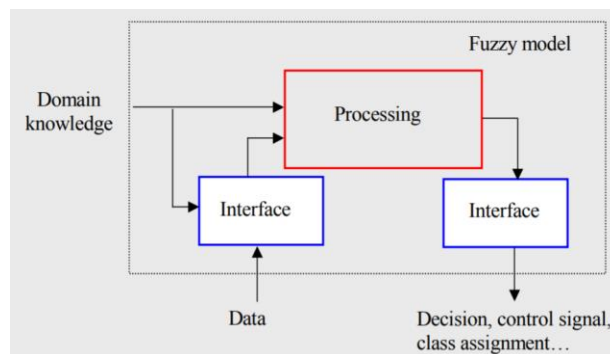 Fuzzy model
Domain
knowledge
Processing
Interface
Interface
Data
Decision, control signal,
class assignment…